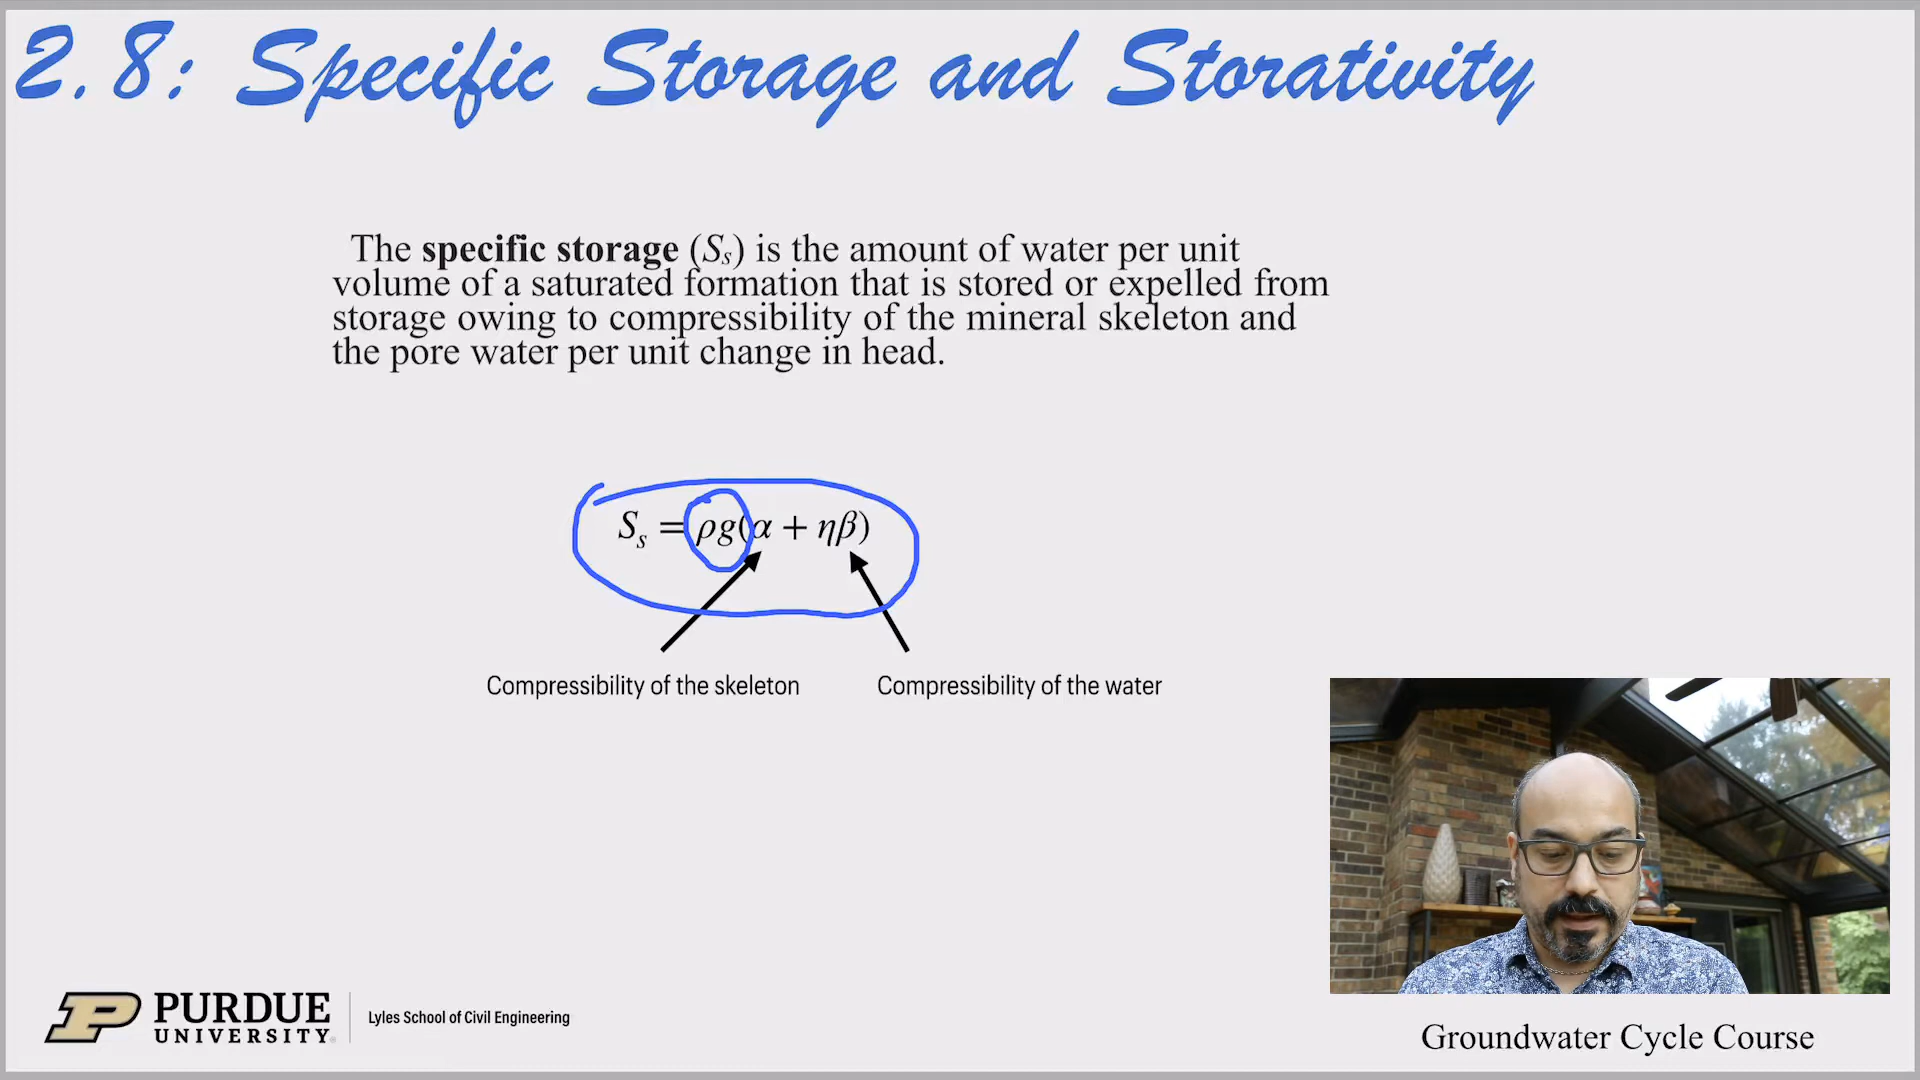 2.8: Specific Storage and Storativity
The specific storage (Sₛ) is the amount of water per unit
volume of a saturated formation that is stored or expelled from
storage owing to compressibility of the mineral skeleton and
the pore water per unit change in head.
Sₛ = ρg(α + ηβ)
Compressibility of the skeleton
Compressibility of the water
PURDUE
UNIVERSITY®
Lyles School of Civil Engineering
Groundwater Cycle Course